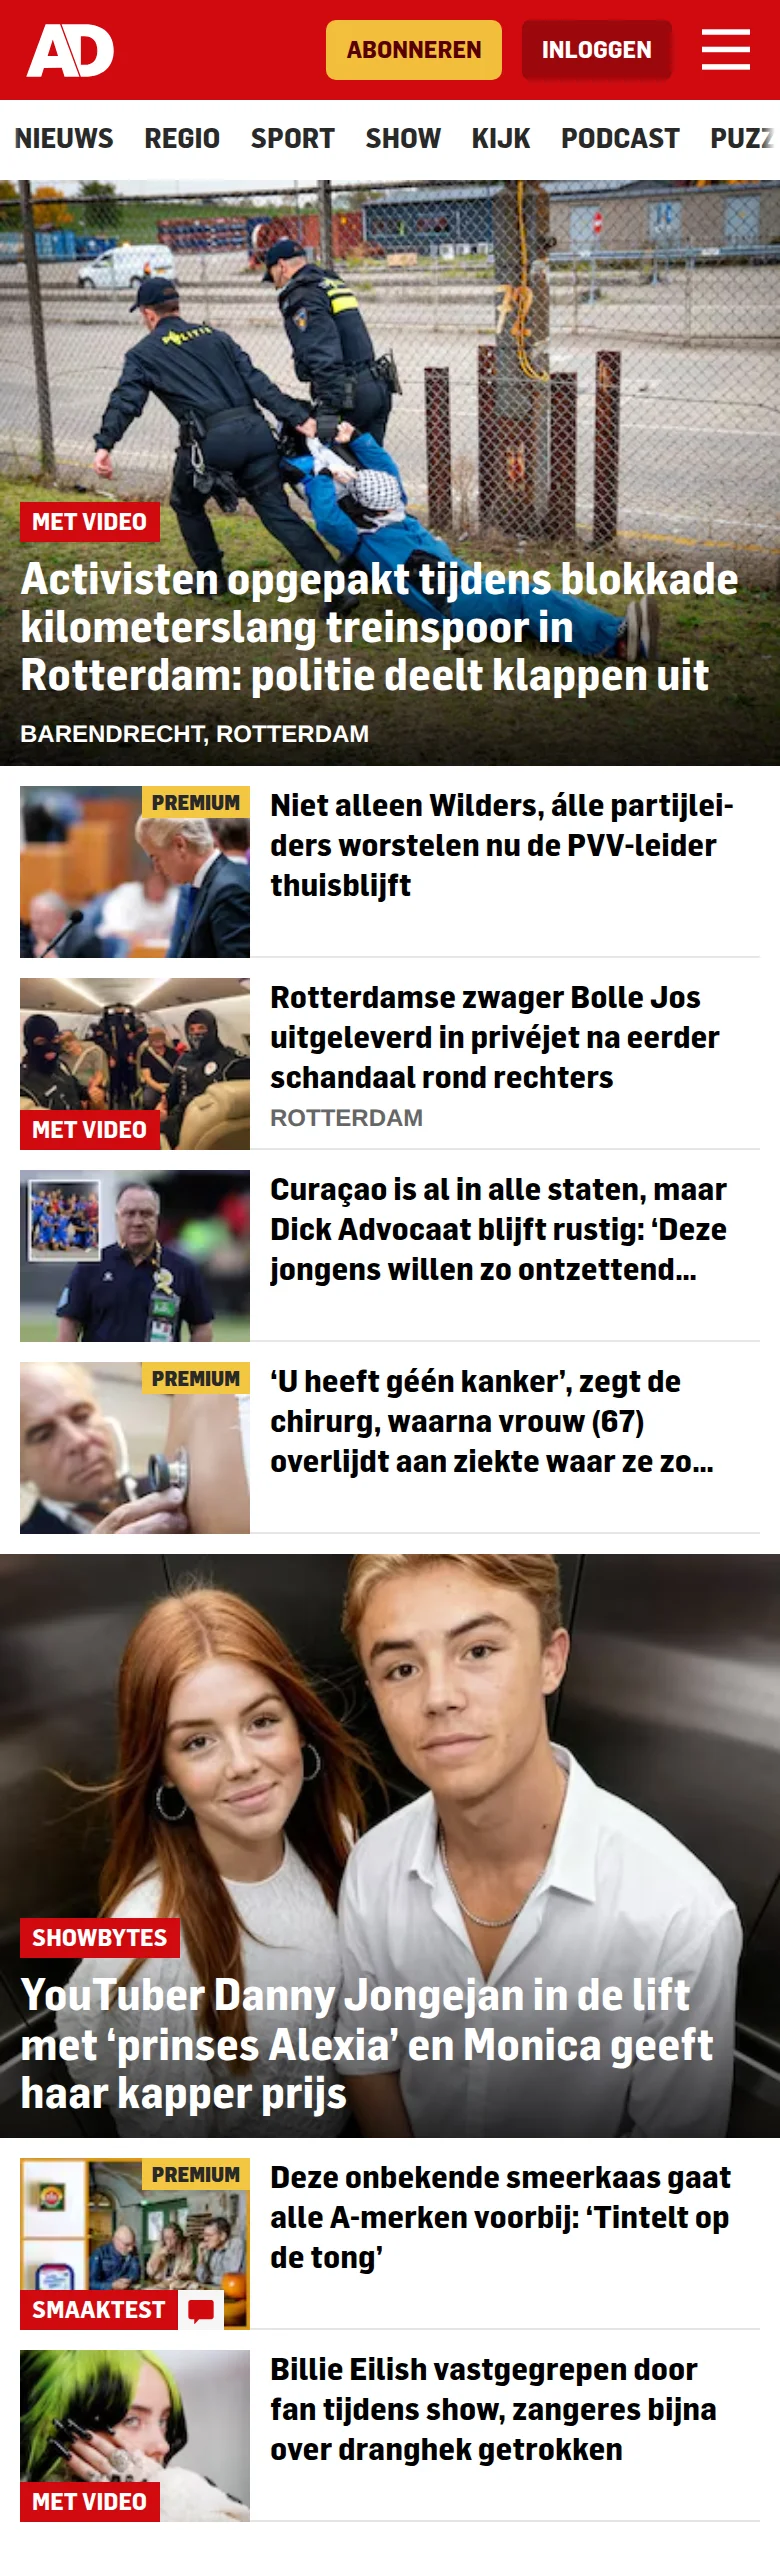 AD
ABONNEREN
INLOGGEN
NIEUWS REGIO SPORT SHOW KIJK PODCAST PUZZ
POLITIE
72
MET VIDEO
Activisten opgepakt tijdens blokkade
kilometerslang treinspoor in
Rotterdam: politie deelt klappen uit
BARENDRECHT, ROTTERDAM
PREMIUM
Niet alleen Wilders, álle partijlei-
ders worstelen nu de PVV-leider
thuisblijft
Rotterdamse zwager Bolle Jos
uitgeleverd in privéjet na eerder
schandaal rond rechters
MET VIDEO
ROTTERDAM
Curaçao is al in alle staten, maar
Dick Advocaat blijft rustig: ‘Deze
jongens willen zo ontzettend...
PREMIUM
‘U heeft géén kanker’, zegt de
chirurg, waarna vrouw (67)
overlijdt aan ziekte waar ze zo...
SHOWBYTES
YouTuber Danny Jongejan in de lift
met ‘prinses Alexia’ en Monica geeft
haar kapper prijs
PREMIUM
Deze onbekende smeerkaas gaat
alle A-merken voorbij: ‘Tintelt op
de tong’
SMAAKTEST
Billie Eilish vastgegrepen door
fan tijdens show, zangeres bijna
over dranghek getrokken
MET VIDEO